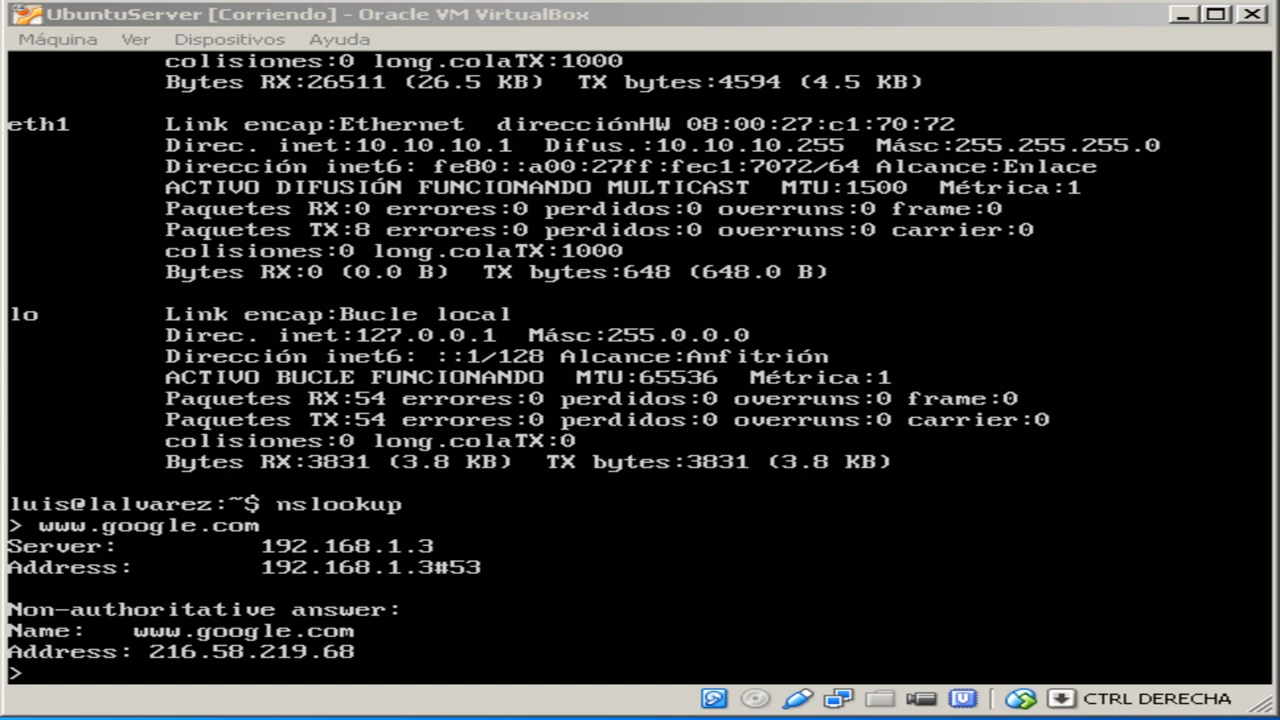 UbuntuServer [Corriendo] - Oracle VM VirtualBox
Máquina Ver Dispositivos Ayuda
colisiones:0 long.colaTX:1000
Bytes RX:26511 (26.5 KB) TX bytes:4594 (4.5 KB)
eth1 Link encap:Ethernet direcciónHW 08:00:27:c1:70:72
Direc. inet:10.10.10.1 Difus.:10.10.10.255 Másc:255.255.255.0
Dirección inet6: fe80::a00:27ff:fec1:7072/64 Alcance:Enlace
ACTIVO DIFUSIÓN FUNCIONANDO MULTICAST MTU:1500 Métrica:1
Paquetes RX:0 errores:0 perdidos:0 overruns:0 frame:0
Paquetes TX:8 errores:0 perdidos:0 overruns:0 carrier:0
colisiones:0 long.colaTX:1000
Bytes RX:0 (0.0 B) TX bytes:648 (648.0 B)
lo Link encap:Bucle local
Direc. inet:127.0.0.1 Másc:255.0.0.0
Dirección inet6: ::1/128 Alcance:Anfitrión
ACTIVO BUCLE FUNCIONANDO MTU:65536 Métrica:1
Paquetes RX:54 errores:0 perdidos:0 overruns:0 frame:0
Paquetes TX:54 errores:0 perdidos:0 overruns:0 carrier:0
colisiones:0 long.colaTX:0
Bytes RX:3831 (3.8 KB) TX bytes:3831 (3.8 KB)
luis@lalvarez:~$ nslookup
> www.google.com
Server: 192.168.1.3
Address: 192.168.1.3#53
Non-authoritative answer:
Name: www.google.com
Address: 216.58.219.68
>
CTRL DERECHA